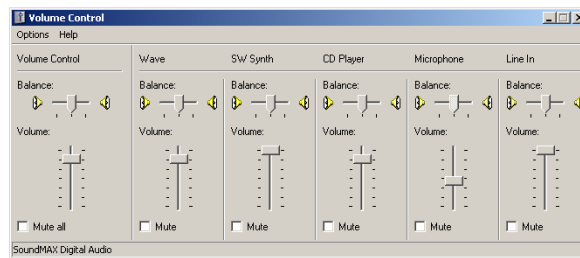 Volume Control
Options Help
Volume Control Wave SW Synth CD Player Microphone Line In
Balance: Balance: Balance: Balance: Balance: Balance:
Volume: Volume: Volume: Volume: Volume: Volume:
Mute all Mute Mute Mute Mute Mute
SoundMAX Digital Audio